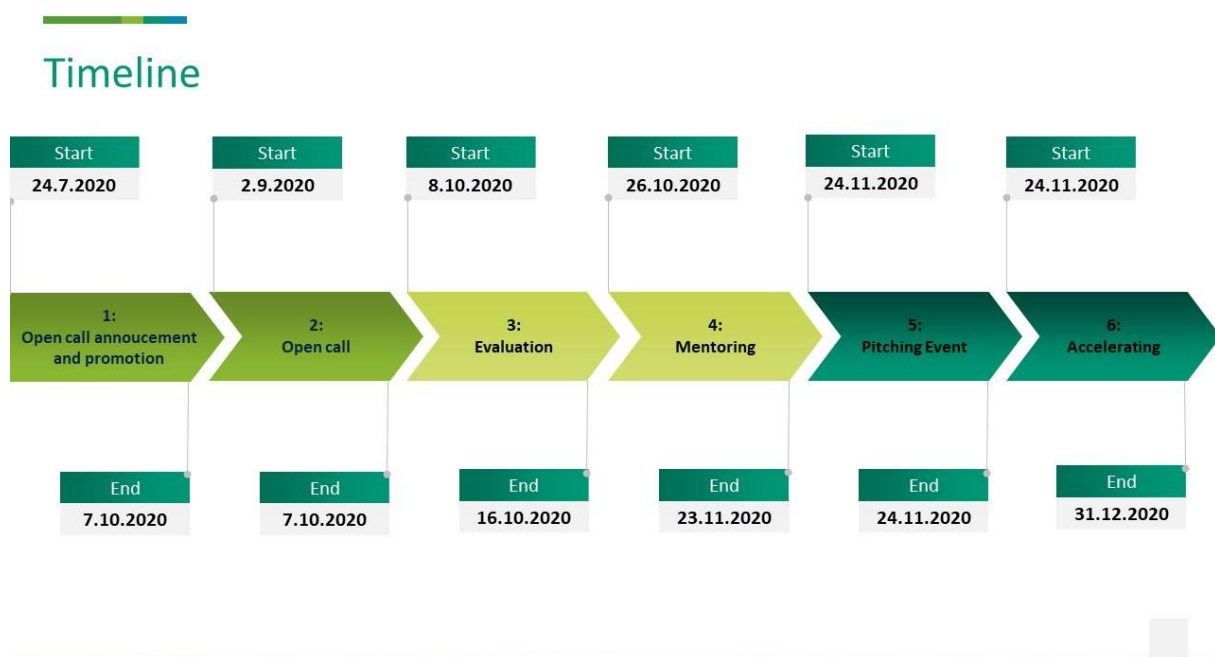 Timeline
Start
24.7.2020
Start
2.9.2020
Start
8.10.2020
Start
26.10.2020
Start
24.11.2020
Start
24.11.2020
1:
Open call annoucement
and promotion
2:
Open call
3:
Evaluation
4:
Mentoring
5:
Pitching Event
6:
Accelerating
End
7.10.2020
End
7.10.2020
End
16.10.2020
End
23.11.2020
End
24.11.2020
End
31.12.2020